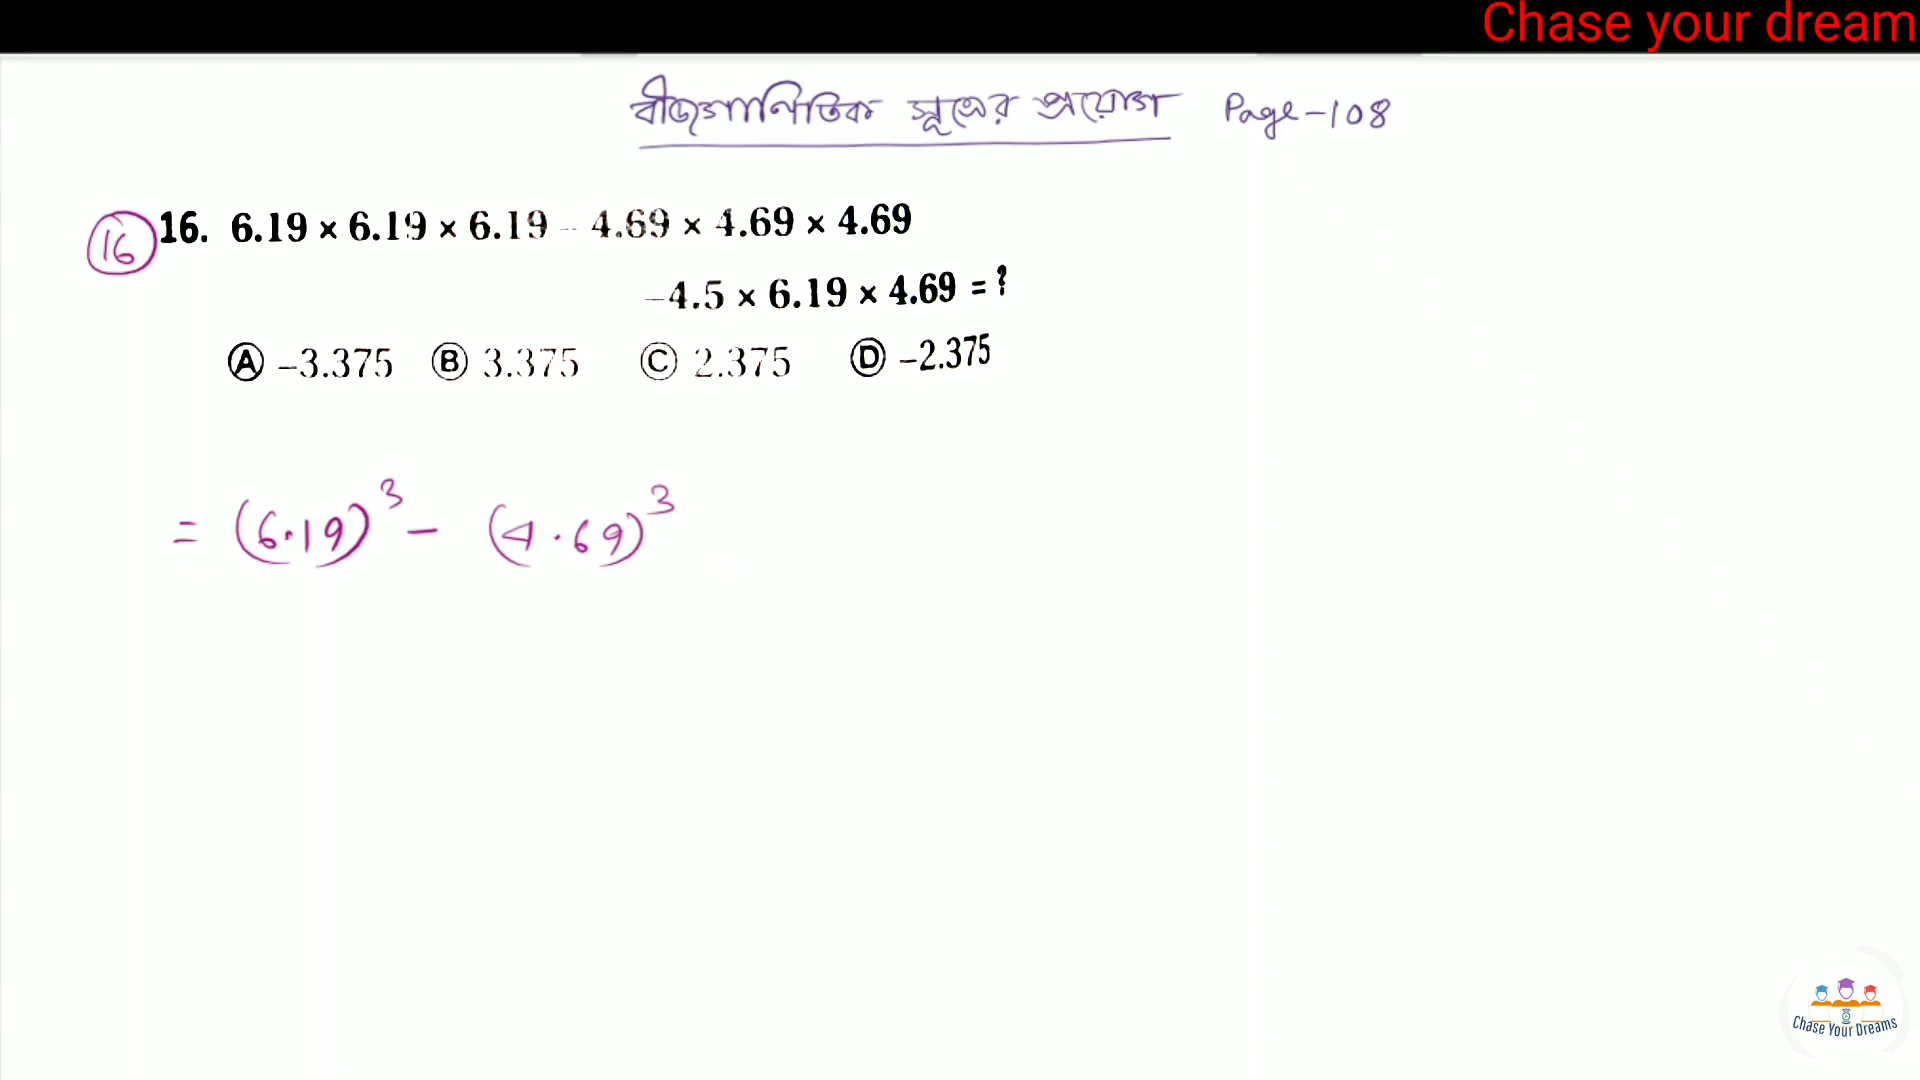 Chase your dream
বীজগাণিতিক সূত্রের প্রয়োগ Page-108
16 16. 6.19 × 6.19 × 6.19 – 4.69 × 4.69 × 4.69
–4.5 × 6.19 × 4.69 = ?
Ⓐ –3.375 Ⓑ 3.375 Ⓒ 2.375 Ⓓ –2.375
= (6.19)³ – (4.69)³
Chase Your Dreams